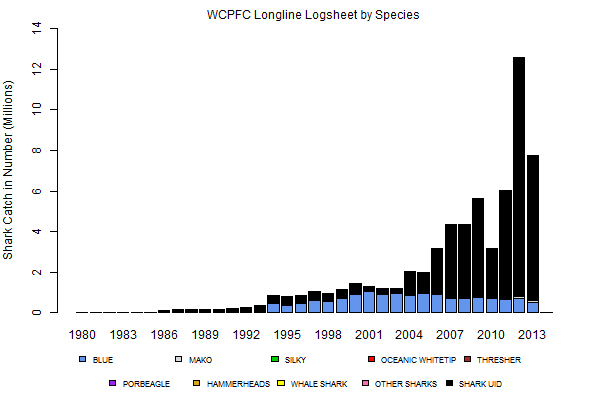 WCPFC Longline Logsheet by Species
Shark Catch in Number (Millions)
14
12
10
8
6
4
2
0
1980 1983 1986 1989 1992 1995 1998 2001 2004 2007 2010 2013
BLUE MAKO SILKY OCEANIC WHITETIP THRESHER
PORBEAGLE HAMMERHEADS WHALE SHARK OTHER SHARKS SHARK UID